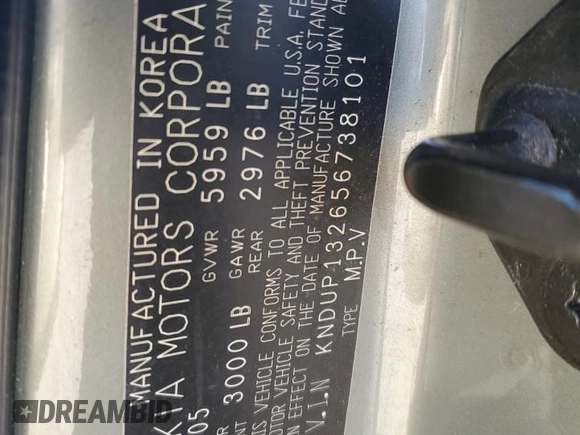 MANUFACTURED IN KOREA
KIA MOTORS CORPORA
05 GVWR 5959 LB PAIN
3000 LB GAWR REAR 2976 LB TRIM
VEHICLE CONFORMS TO ALL APPLICABLE U.S.A. FE
MOTOR VEHICLE SAFETY AND THEFT PREVENTION STAND
IN EFFECT ON THE DATE OF MANUFACTURE SHOWN AB
V.I.N KNDUP132656738101
TYPE M.P.V
DREAMBID